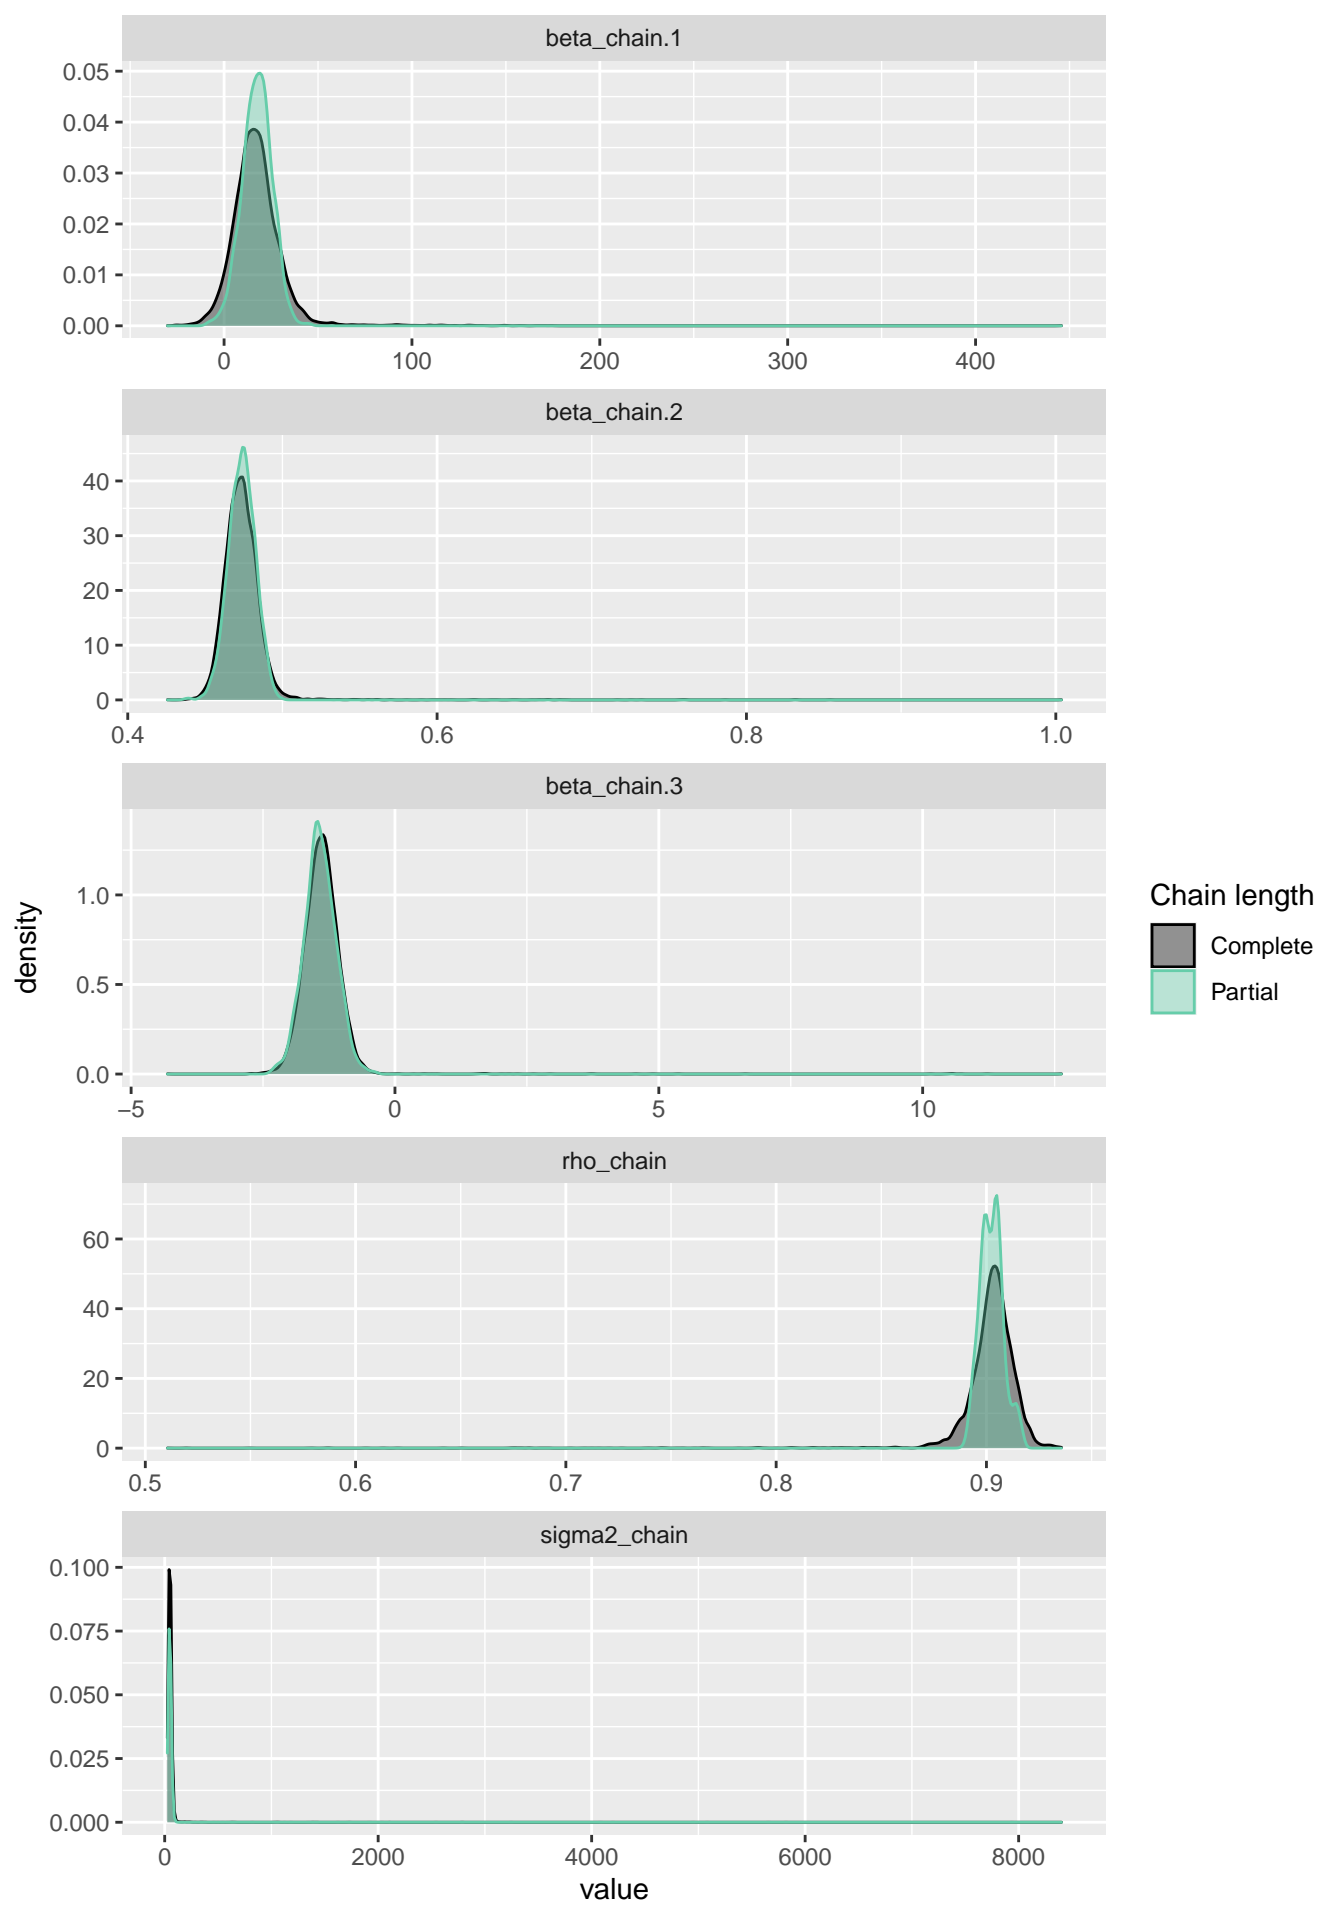 beta_chain.1
0.05
0.04
0.03
0.02
0.01
0.00
0 100 200 300 400
beta_chain.2
40
30
20
10
0
0.4 0.6 0.8 1.0
beta_chain.3
1.0
0.5
0.0
−5 0 5 10
rho_chain
60
40
20
0
0.5 0.6 0.7 0.8 0.9
sigma2_chain
0.100
0.075
0.050
0.025
0.000
0 2000 4000 6000 8000
value
density
Chain length
Complete
Partial